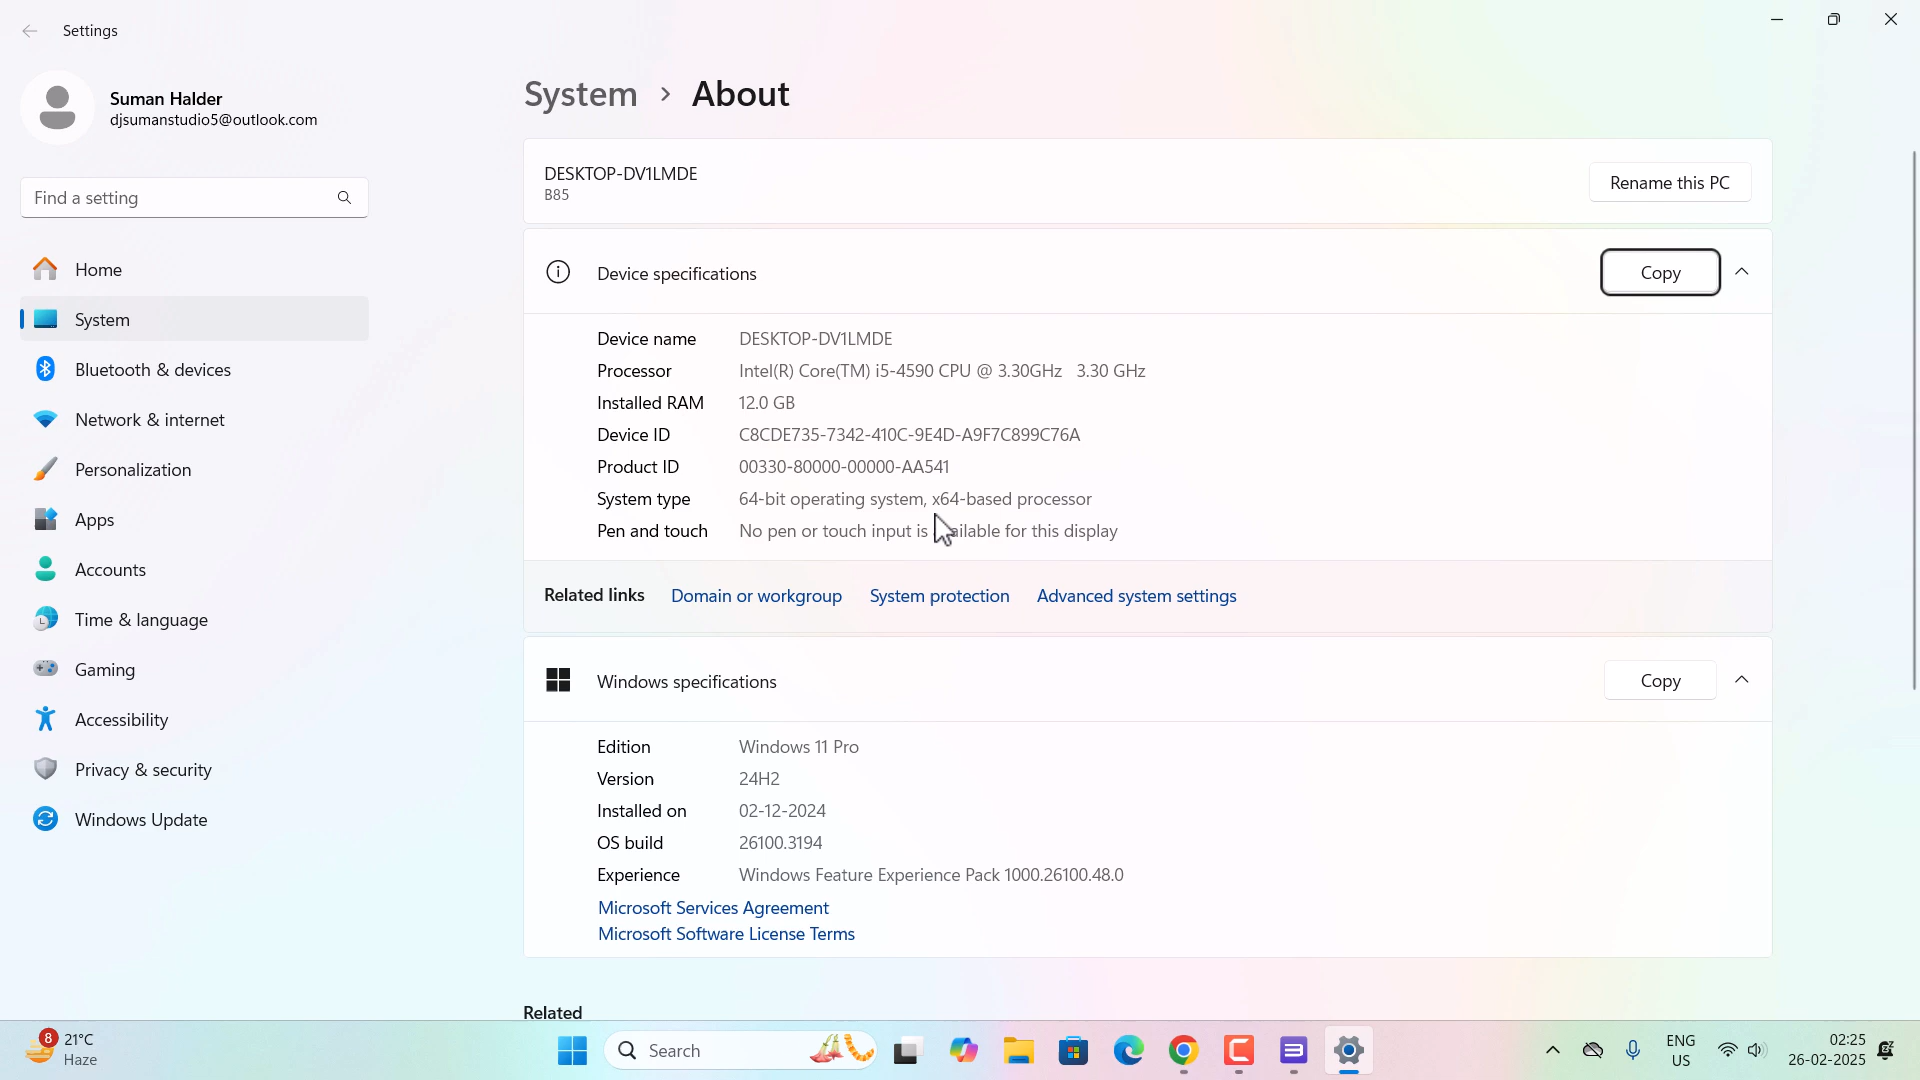 Settings
Suman Halder
djsumanstudio5@outlook.com
Find a setting
Home
System
Bluetooth & devices
Network & internet
Personalization
Apps
Accounts
Time & language
Gaming
Accessibility
Privacy & security
Windows Update
System > About
DESKTOP-DV1LMDE
B85
Rename this PC
Device specifications
Copy
Device name DESKTOP-DV1LMDE
Processor Intel(R) Core(TM) i5-4590 CPU @ 3.30GHz 3.30 GHz
Installed RAM 12.0 GB
Device ID C8CDE735-7342-410C-9E4D-A9F7C899C76A
Product ID 00330-80000-00000-AA541
System type 64-bit operating system, x64-based processor
Pen and touch No pen or touch input is available for this display
Related links Domain or workgroup System protection Advanced system settings
Windows specifications
Copy
Edition Windows 11 Pro
Version 24H2
Installed on 02-12-2024
OS build 26100.3194
Experience Windows Feature Experience Pack 1000.26100.48.0
Microsoft Services Agreement
Microsoft Software License Terms
Related
8
21°C
Haze
Search
ENG
US
02:25
26-02-2025